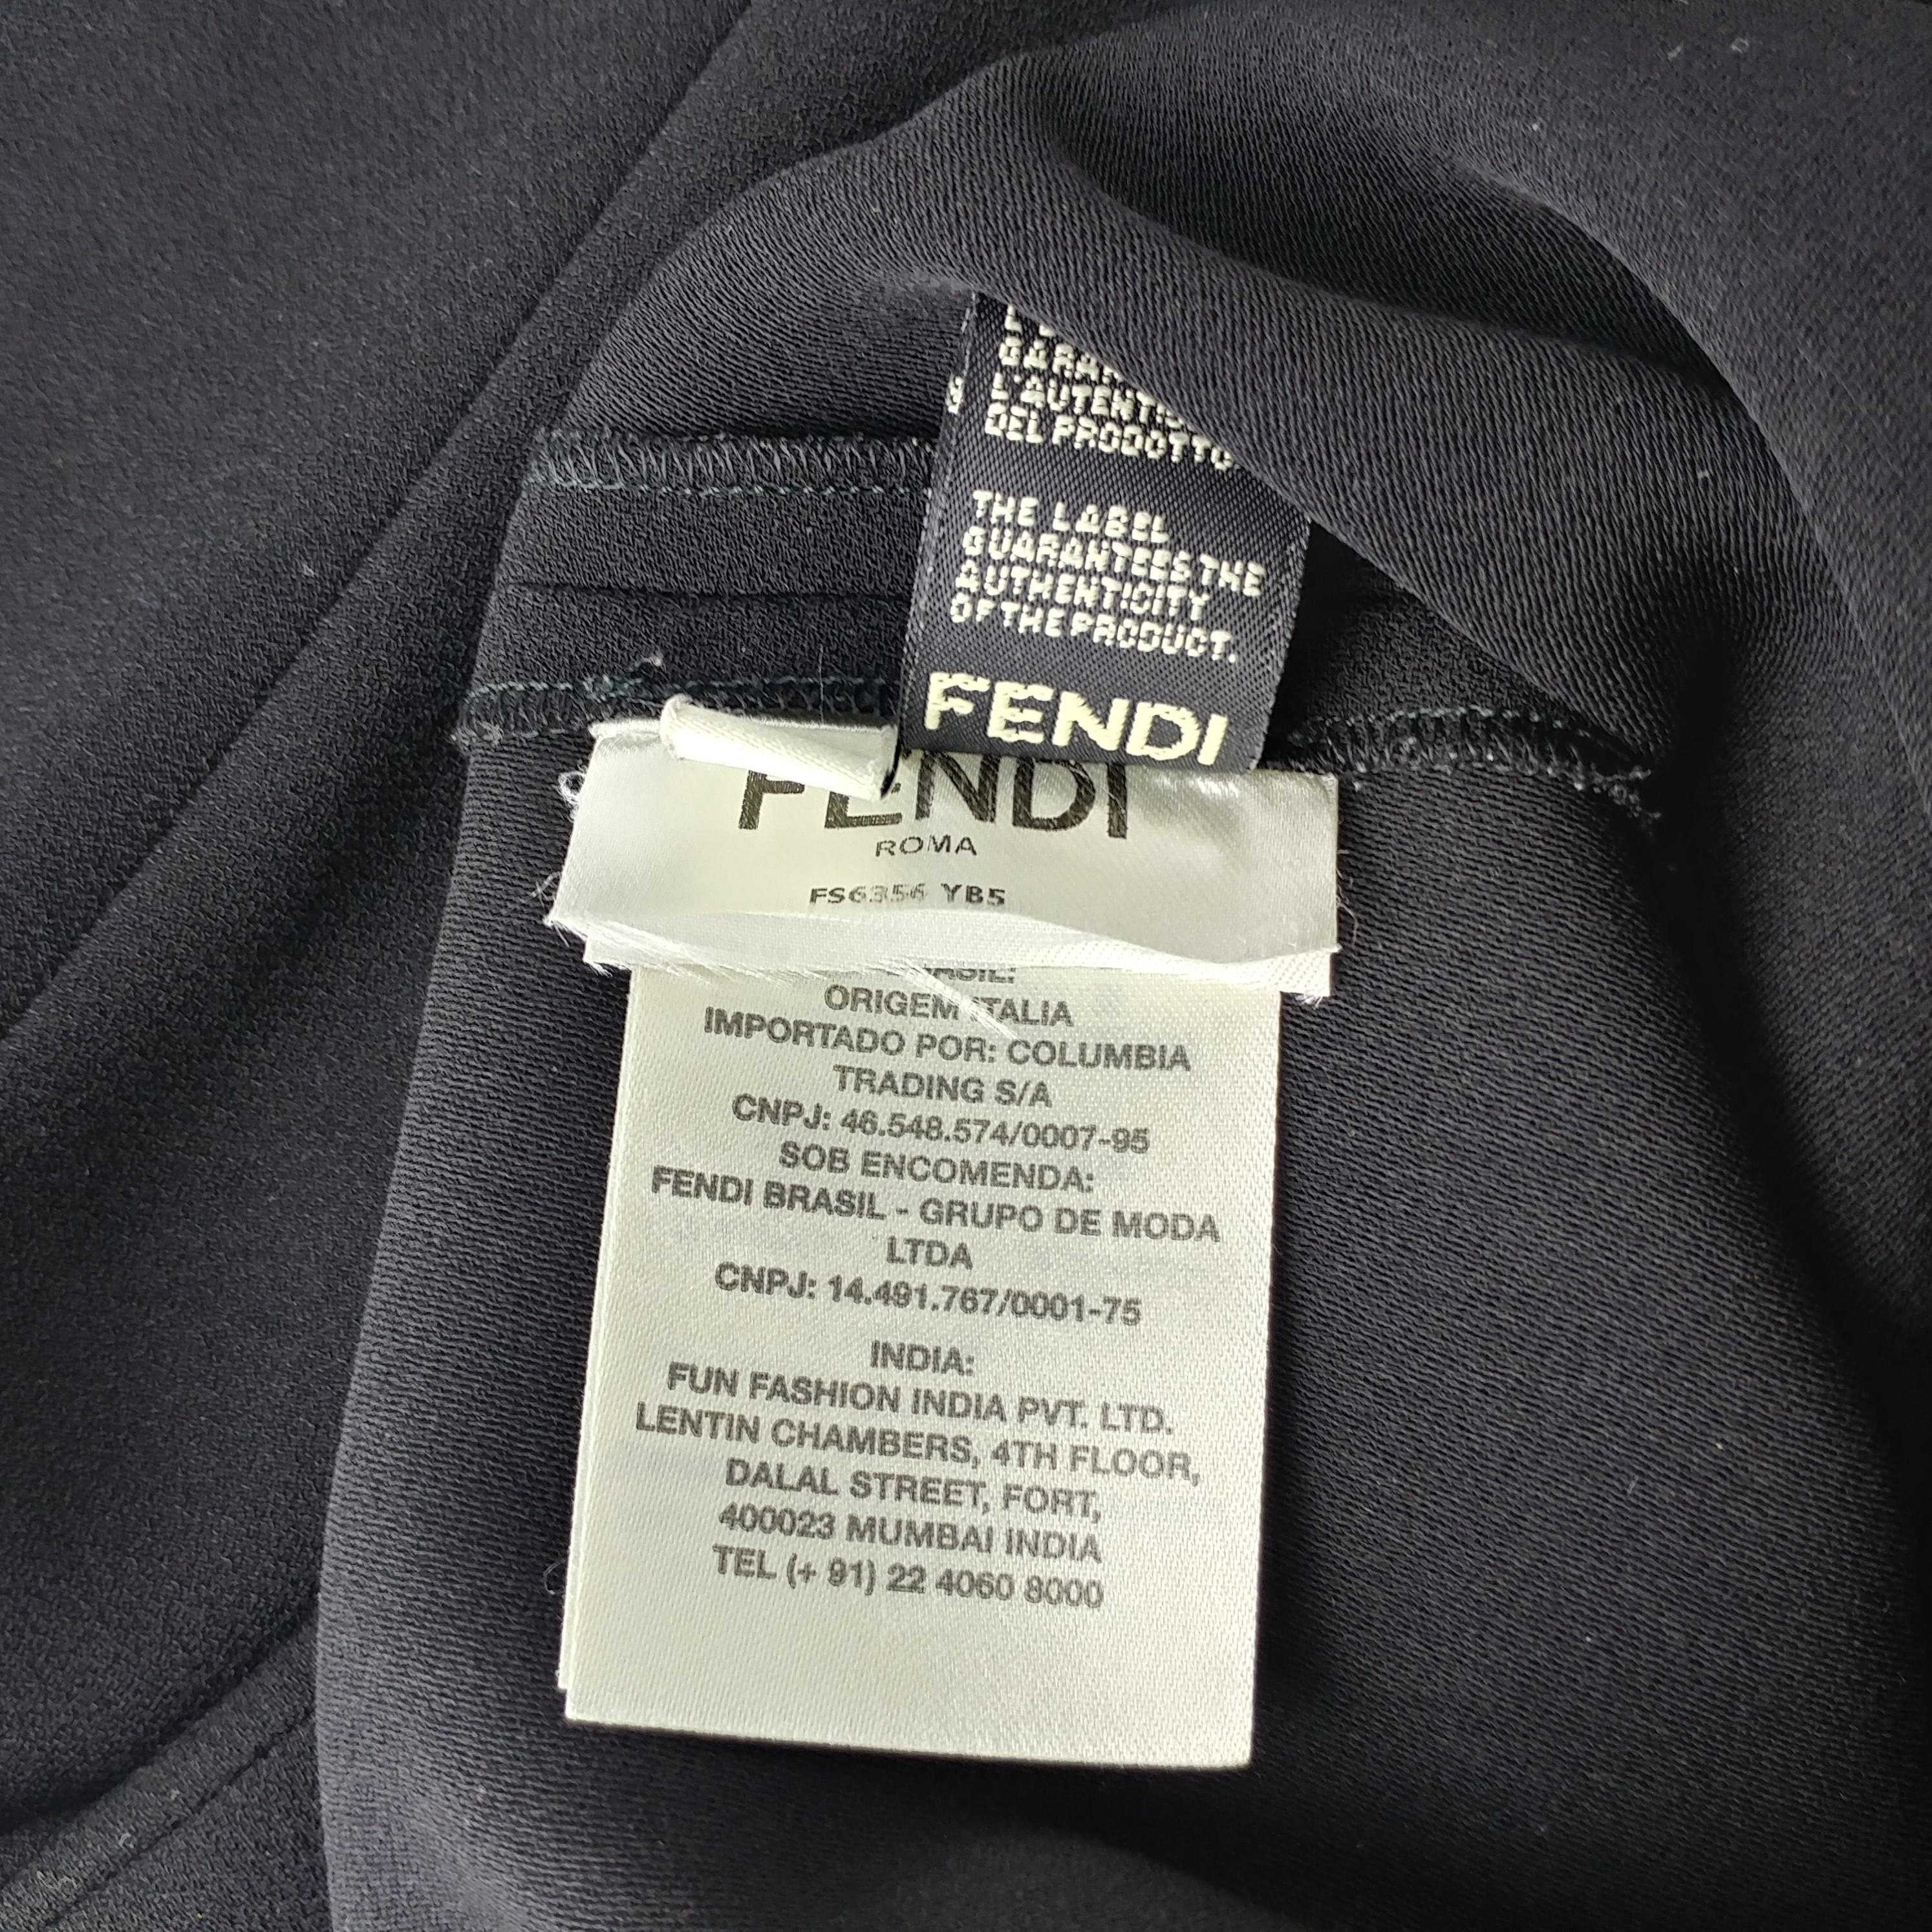 L'AUTENTIC
DEL PRODOTTO
THE LABEL
GUARANTEES THE
AUTHENTICITY
OF THE PRODUCT.
FENDI
FENDI
ROMA
FS6356 YB5
ORIGEM ITALIA
IMPORTADO POR: COLUMBIA
TRADING S/A
CNPJ: 46.548.574/0007-95
SOB ENCOMENDA:
FENDI BRASIL - GRUPO DE MODA
LTDA
CNPJ: 14.491.767/0001-75
INDIA:
FUN FASHION INDIA PVT. LTD.
LENTIN CHAMBERS, 4TH FLOOR,
DALAL STREET, FORT,
400023 MUMBAI INDIA
TEL (+ 91) 22 4060 8000